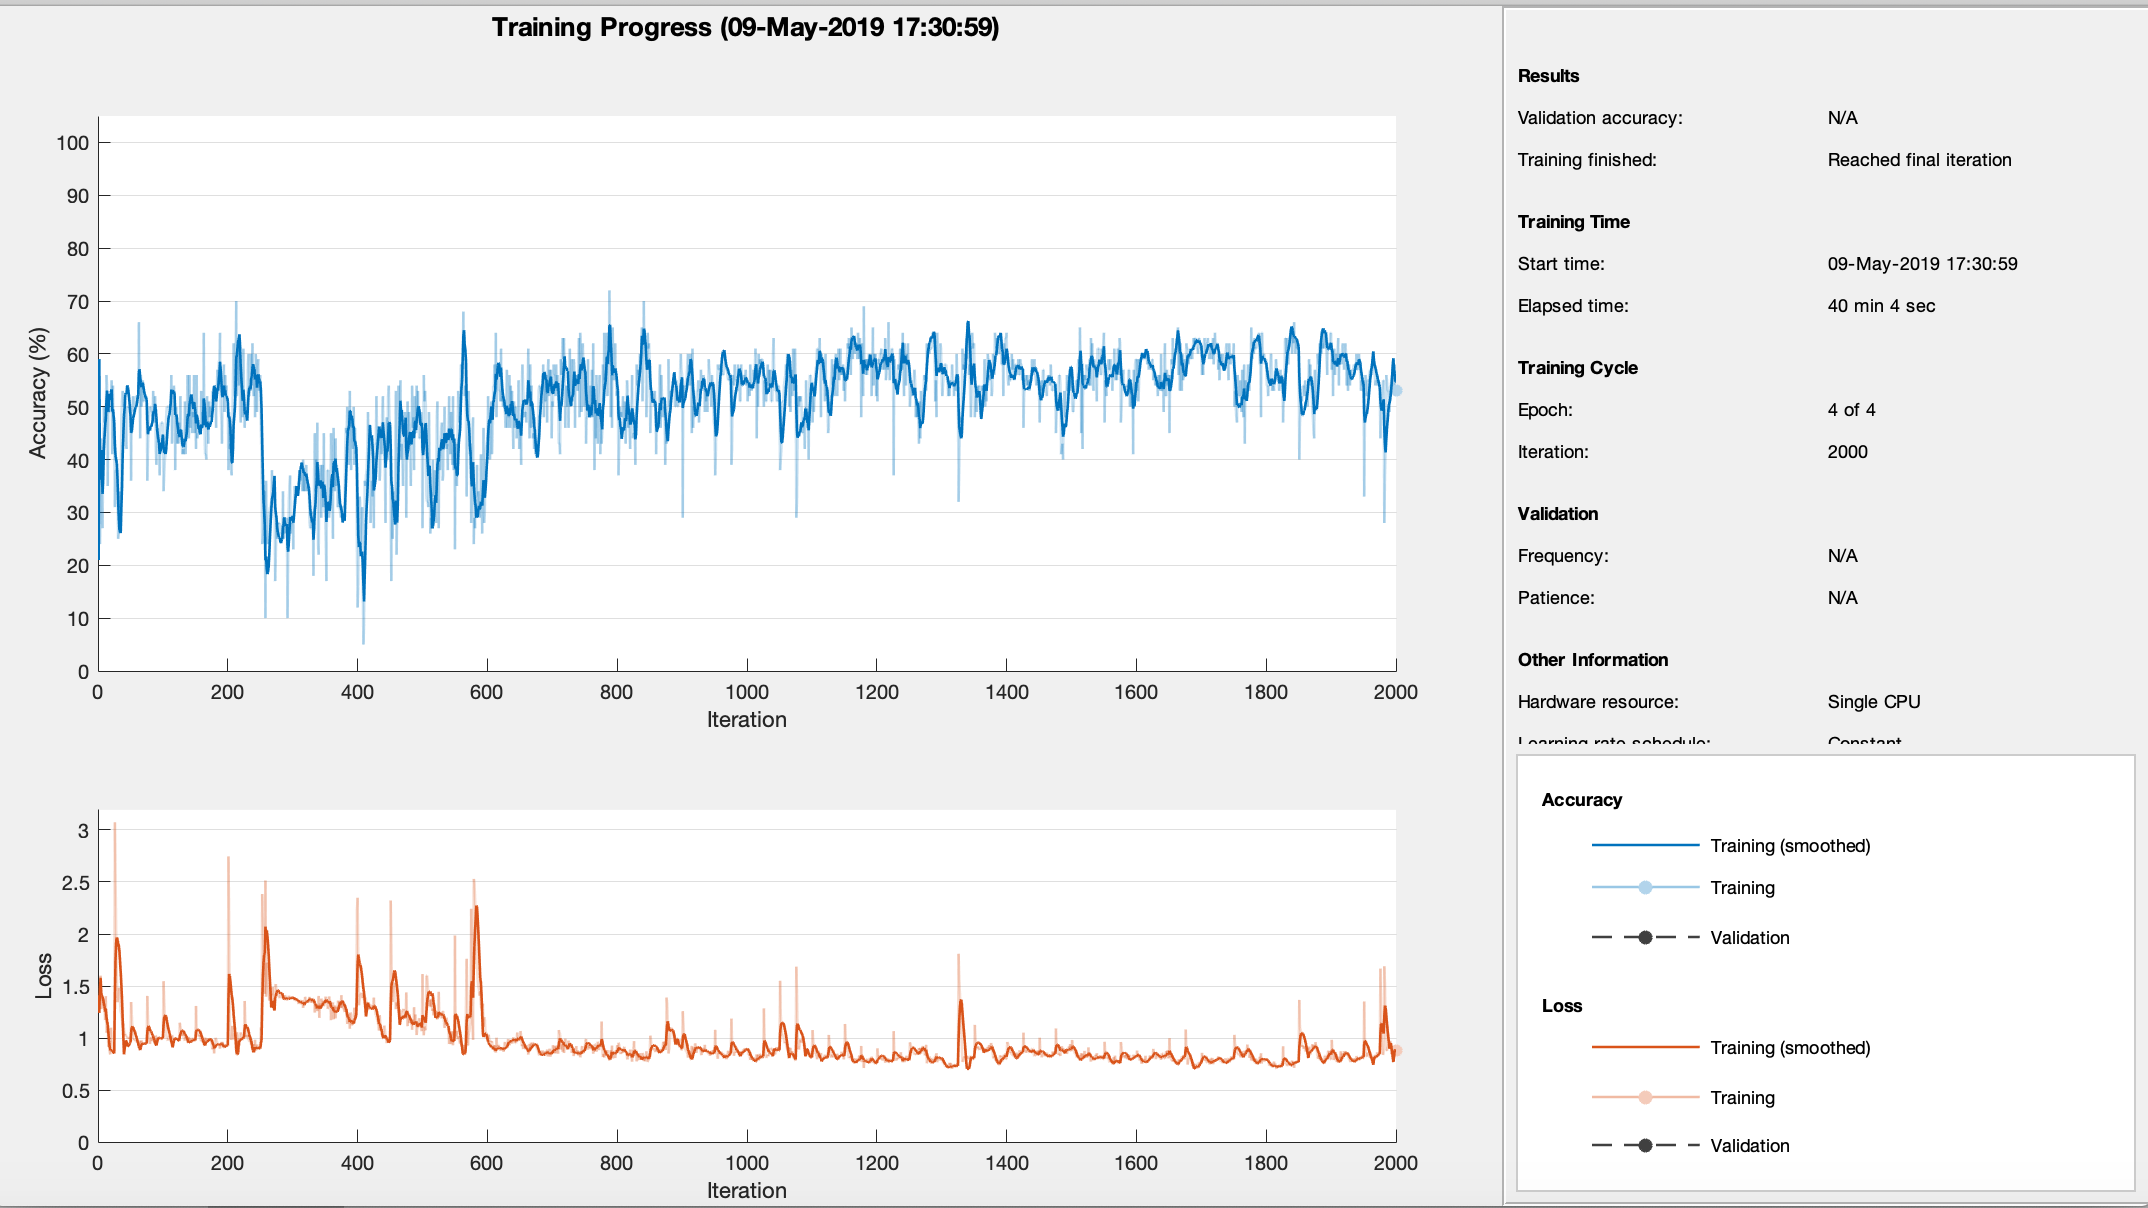 Training Progress (09-May-2019 17:30:59)
100
90
80
70
60
50
40
30
20
10
0
Accuracy (%)
0 200 400 600 800 1000 1200 1400 1600 1800 2000
Iteration
3
2.5
2
1.5
1
0.5
0
Loss
0 200 400 600 800 1000 1200 1400 1600 1800 2000
Iteration
Results
Validation accuracy: N/A
Training finished: Reached final iteration
Training Time
Start time: 09-May-2019 17:30:59
Elapsed time: 40 min 4 sec
Training Cycle
Epoch: 4 of 4
Iteration: 2000
Validation
Frequency: N/A
Patience: N/A
Other Information
Hardware resource: Single CPU
Learning rate schedule: Constant
Accuracy
Training (smoothed)
Training
Validation
Loss
Training (smoothed)
Training
Validation